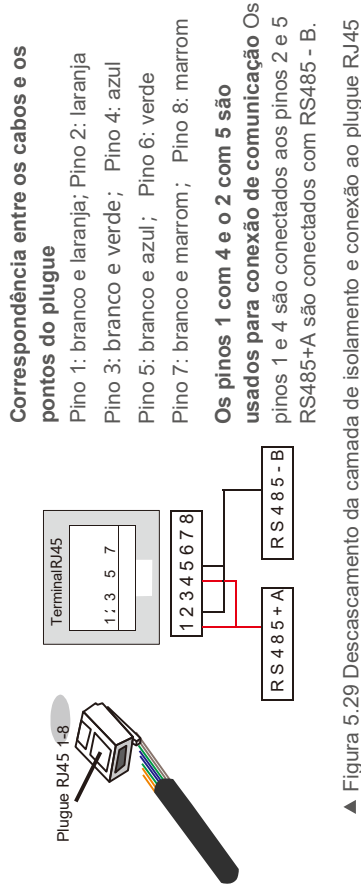 Plugue RJ45 1-8
TerminalRJ45
1 2 3 5 7
1 2 3 4 5 6 7 8
RS485+A
RS485-B
Correspondência entre os cabos e os
pontos do plugue
Pino 1: branco e laranja; Pino 2: laranja
Pino 3: branco e verde; Pino 4: azul
Pino 5: branco e azul; Pino 6: verde
Pino 7: branco e marrom; Pino 8: marrom
Os pinos 1 com 4 e o 2 com 5 são
usados para conexão de comunicação Os
pinos 1 e 4 são conectados aos pinos 2 e 5
RS485+A são conectados com RS485 - B.
▲ Figura 5.29 Descascamento da camada de isolamento e conexão ao plugue RJ45